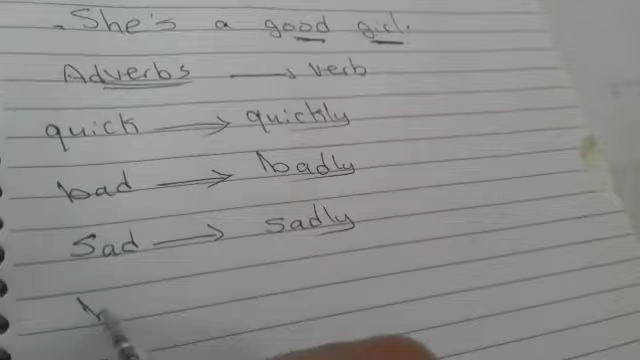 . She's a good girl.
Adverbs → verb
quick → quickly
bad → badly
Sad → sadly